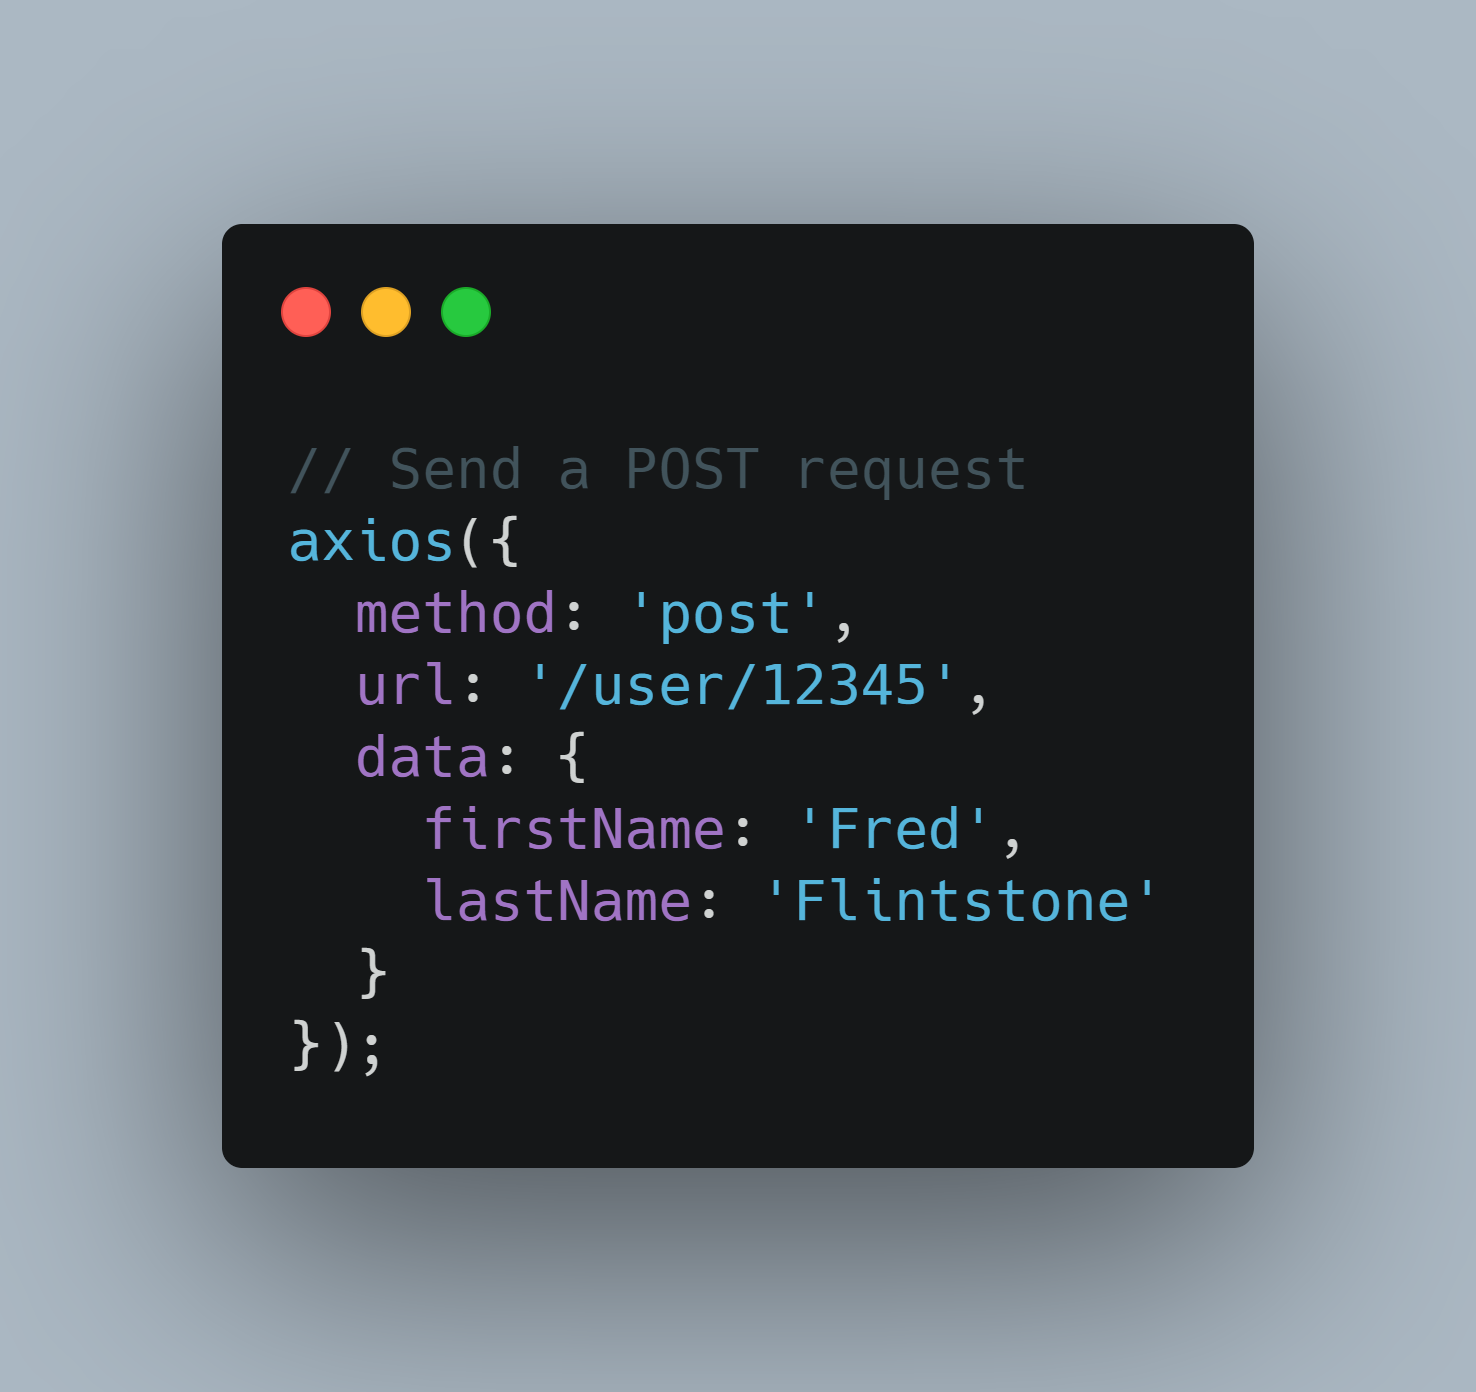 // Send a POST request
axios({
  method: 'post',
  url: '/user/12345',
  data: {
    firstName: 'Fred',
    lastName: 'Flintstone'
  }
});